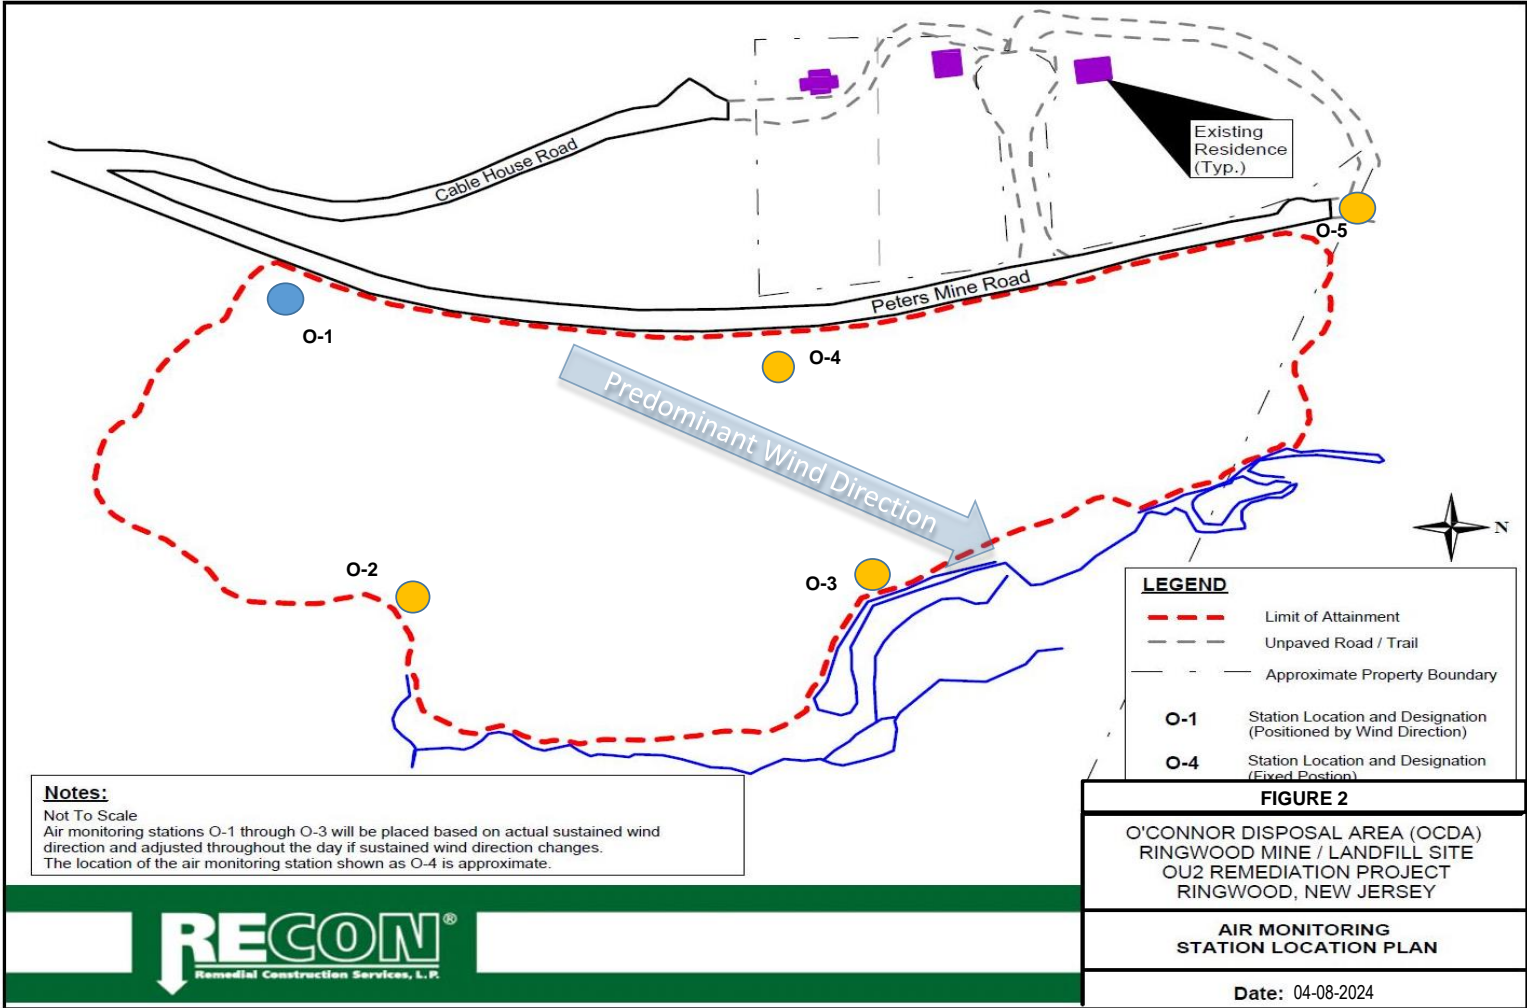 Cable House Road
Existing
Residence
(Typ.)
O-5
Peters Mine Road
O-1
O-4
Predominant Wind Direction
O-2
O-3
N
LEGEND
Limit of Attainment
Unpaved Road / Trail
Approximate Property Boundary
O-1 Station Location and Designation
(Positioned by Wind Direction)
O-4 Station Location and Designation
(Fixed Postion)
Notes:
Not To Scale
Air monitoring stations O-1 through O-3 will be placed based on actual sustained wind
direction and adjusted throughout the day if sustained wind direction changes.
The location of the air monitoring station shown as O-4 is approximate.
FIGURE 2
O'CONNOR DISPOSAL AREA (OCDA)
RINGWOOD MINE / LANDFILL SITE
OU2 REMEDIATION PROJECT
RINGWOOD, NEW JERSEY
AIR MONITORING
STATION LOCATION PLAN
Date: 04-08-2024
RECON®
Remedial Construction Services, L.P.